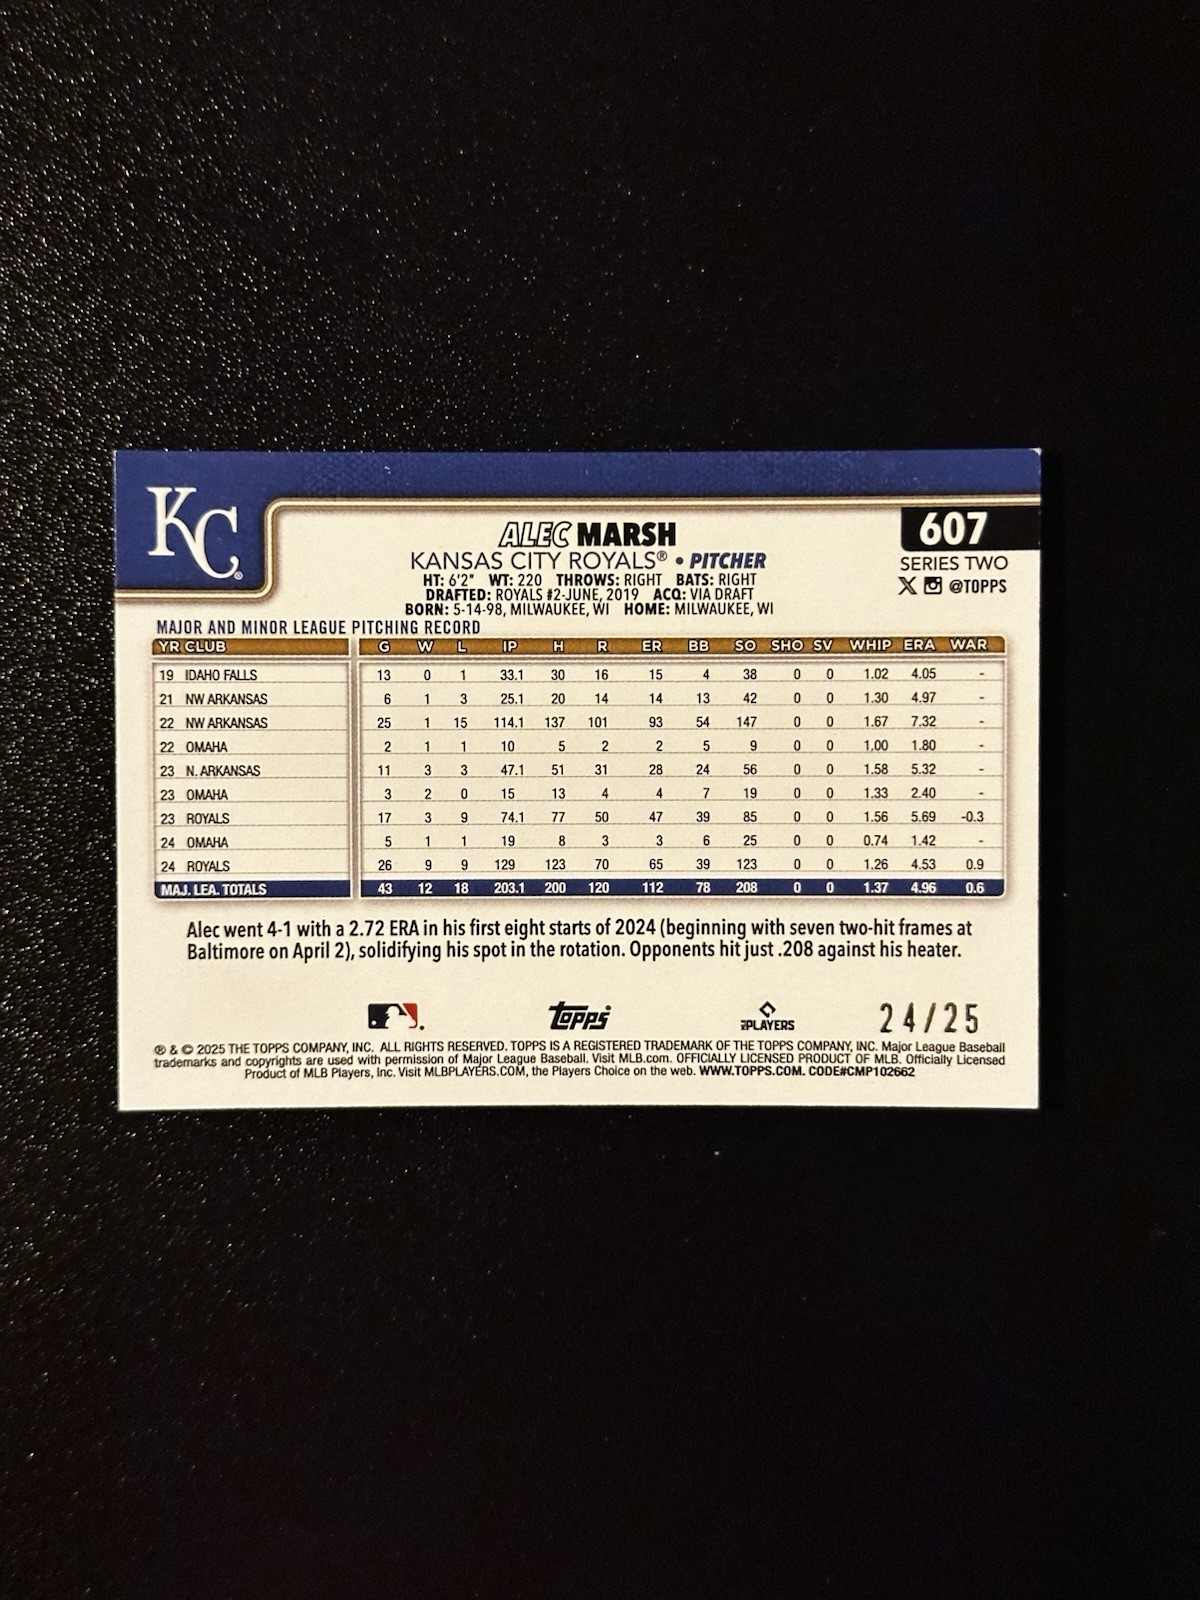 KC
ALEC MARSH
607
KANSAS CITY ROYALS® • PITCHER
SERIES TWO
HT: 6'2" WT: 220 THROWS: RIGHT BATS: RIGHT
X @TOPPS
DRAFTED: ROYALS #2-JUNE, 2019 ACQ: VIA DRAFT
BORN: 5-14-98, MILWAUKEE, WI HOME: MILWAUKEE, WI
MAJOR AND MINOR LEAGUE PITCHING RECORD
YR CLUB G W L IP H R ER BB SO SHO SV WHIP ERA WAR
19 IDAHO FALLS 13 0 1 33.1 30 16 15 4 38 0 0 1.02 4.05 -
21 NW ARKANSAS 6 1 3 25.1 20 14 14 13 42 0 0 1.30 4.97 -
22 NW ARKANSAS 25 1 15 114.1 137 101 93 54 147 0 0 1.67 7.32 -
22 OMAHA 2 1 1 10 5 2 2 5 9 0 0 1.00 1.80 -
23 N. ARKANSAS 11 3 3 47.1 51 31 28 24 56 0 0 1.58 5.32 -
23 OMAHA 3 2 0 15 13 4 4 7 19 0 0 1.33 2.40 -
23 ROYALS 17 3 9 74.1 77 50 47 39 85 0 0 1.56 5.69 -0.3
24 OMAHA 5 1 1 19 8 3 3 6 25 0 0 0.74 1.42 -
24 ROYALS 26 9 9 129 123 70 65 39 123 0 0 1.26 4.53 0.9
MAJ. LEA. TOTALS 43 12 18 203.1 200 120 112 78 208 0 0 1.37 4.96 0.6
Alec went 4-1 with a 2.72 ERA in his first eight starts of 2024 (beginning with seven two-hit frames at
Baltimore on April 2), solidifying his spot in the rotation. Opponents hit just .208 against his heater.
Topps MLBPLAYERS 24/25
® & © 2025 THE TOPPS COMPANY, INC. ALL RIGHTS RESERVED. TOPPS IS A REGISTERED TRADEMARK OF THE TOPPS COMPANY, INC. Major League Baseball
trademarks and copyrights are used with permission of Major League Baseball. Visit MLB.com. OFFICIALLY LICENSED PRODUCT OF MLB. Officially Licensed
Product of MLB Players, Inc. Visit MLBPLAYERS.COM, the Players Choice on the web. WWW.TOPPS.COM. CODE#CMP102662